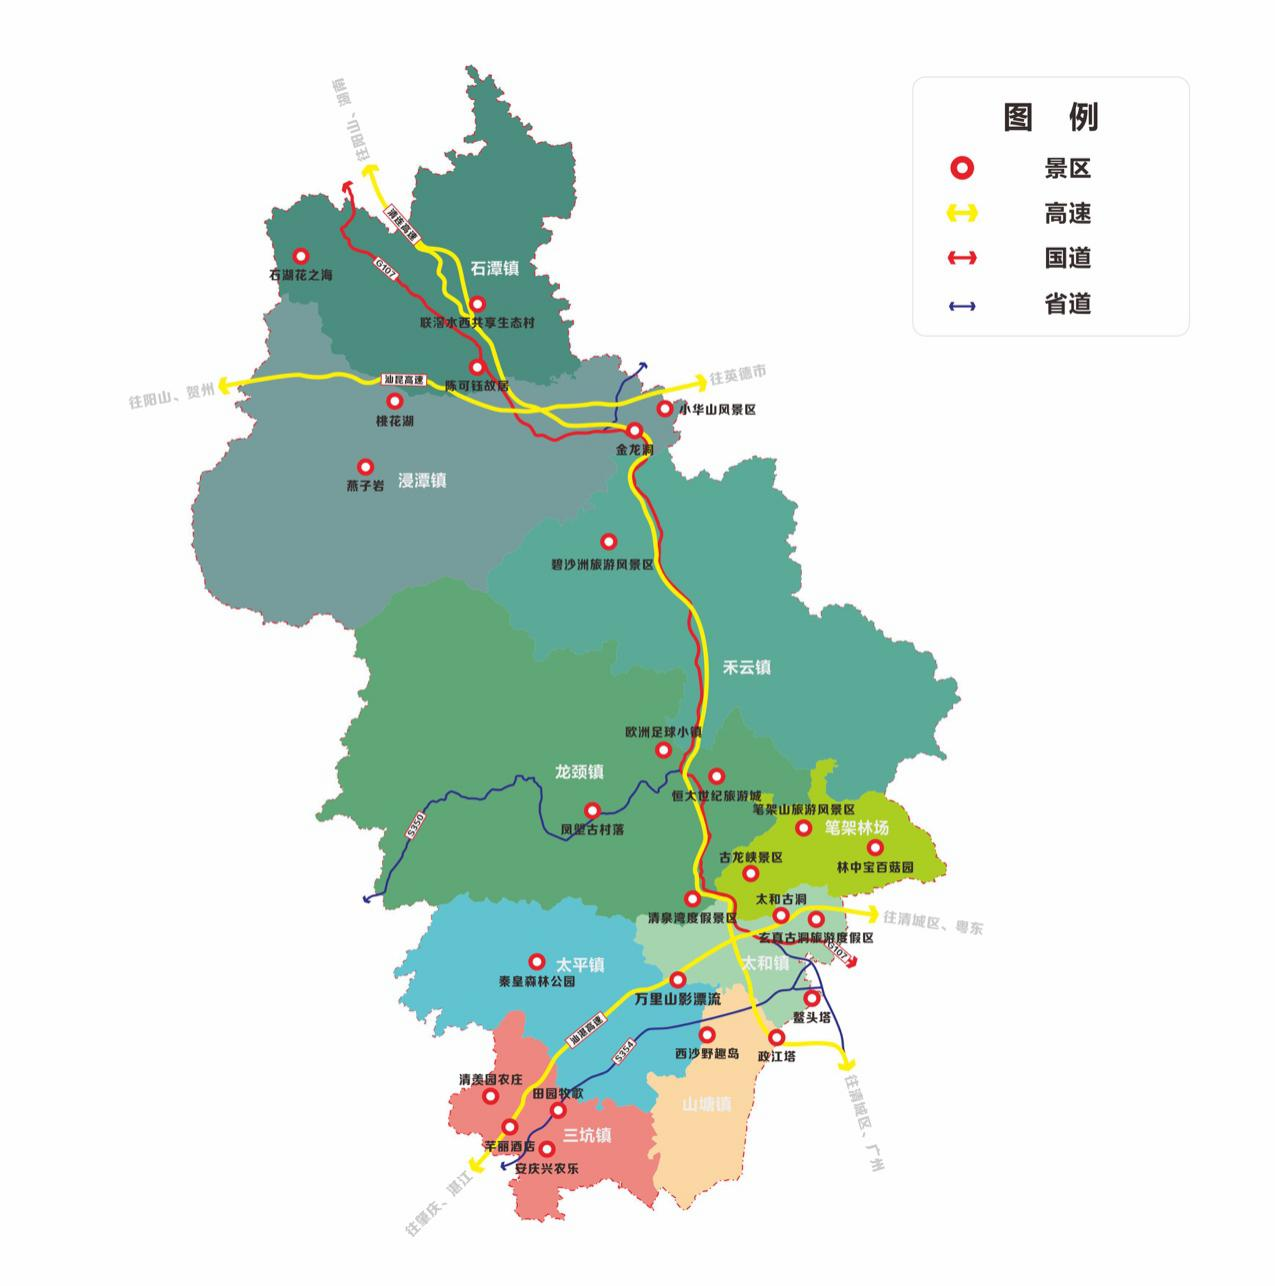 图 例
景区
高速
国道
省道
往阳山、湖南
清连高速
G107
石潭镇
石湖花之海
联滘水西共享生态村
往阳山、贺州
汕昆高速
陈可钰故居
往英德市
桃花湖
小华山风景区
金龙洞
燕子岩
浸潭镇
碧沙洲旅游风景区
禾云镇
欧洲足球小镇
龙颈镇
恒大世纪旅游城
笔架山旅游风景区
S350
凤塱古村落
笔架林场
古龙峡景区
林中宝百菇园
太和古洞
清泉湾度假景区
往清城区、粤东
玄真古洞旅游度假区
G107
太平镇
太和镇
秦皇森林公园
万里山影漂流
鳌头塔
汕湛高速
S354
西沙野趣岛
政江塔
清羡园农庄
田园牧歌
山塘镇
往清城区、广州
三坑镇
芊丽酒店
安庆兴农乐
往肇庆、湛江